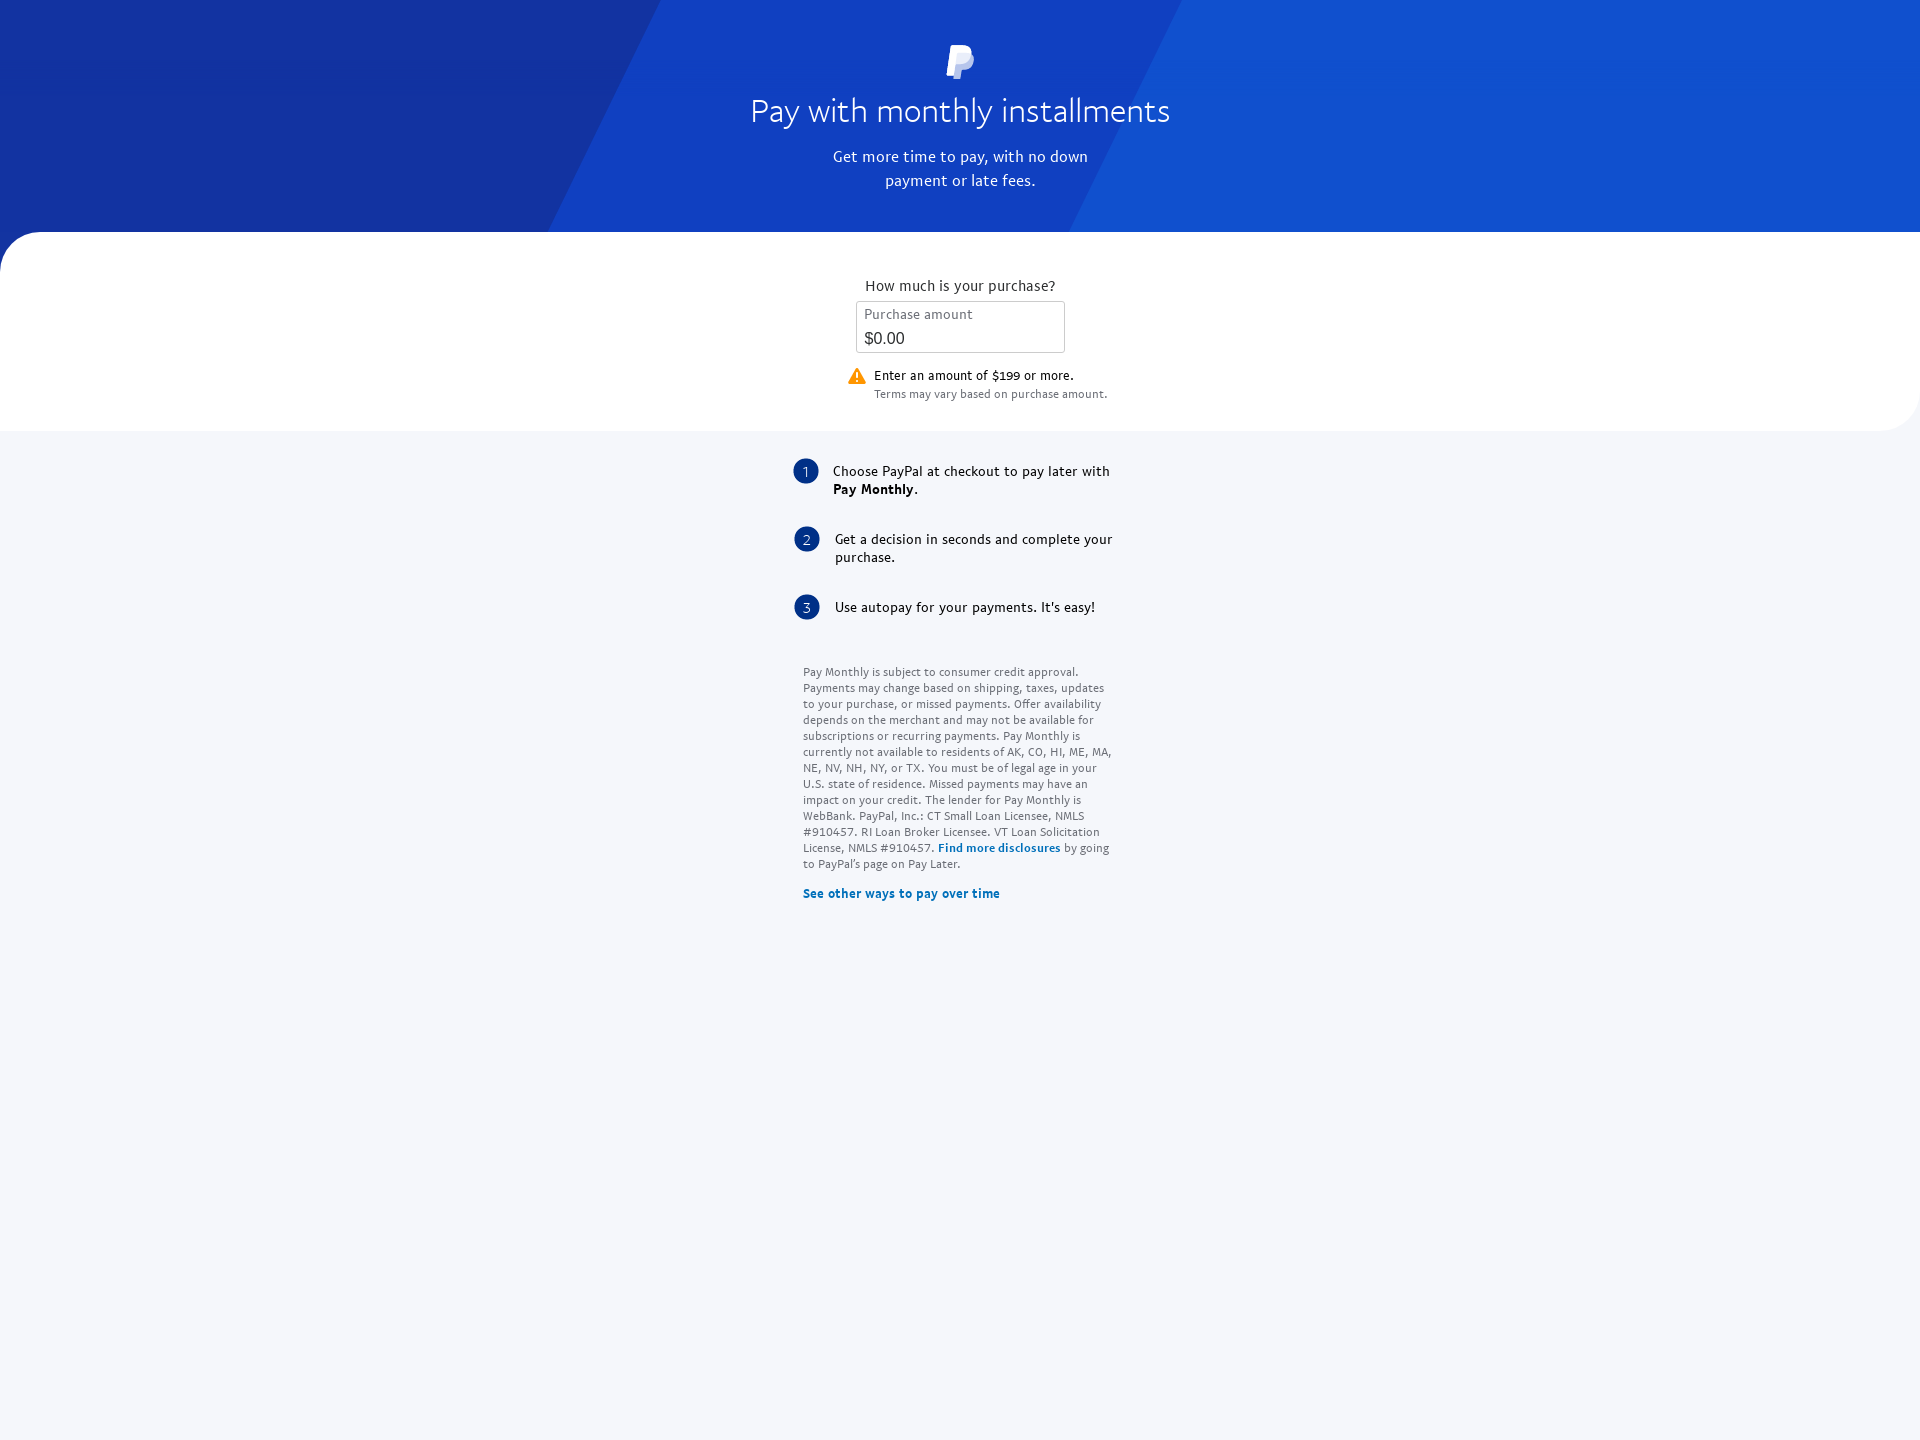 Pay with monthly installments
Get more time to pay, with no down
payment or late fees.
How much is your purchase?
Purchase amount
$0.00
Enter an amount of $199 or more.
Terms may vary based on purchase amount.
1 Choose PayPal at checkout to pay later with
Pay Monthly.
2 Get a decision in seconds and complete your
purchase.
3 Use autopay for your payments. It's easy!
Pay Monthly is subject to consumer credit approval.
Payments may change based on shipping, taxes, updates
to your purchase, or missed payments. Offer availability
depends on the merchant and may not be available for
subscriptions or recurring payments. Pay Monthly is
currently not available to residents of AK, CO, HI, ME, MA,
NE, NV, NH, NY, or TX. You must be of legal age in your
U.S. state of residence. Missed payments may have an
impact on your credit. The lender for Pay Monthly is
WebBank. PayPal, Inc.: CT Small Loan Licensee, NMLS
#910457. RI Loan Broker Licensee. VT Loan Solicitation
License, NMLS #910457. Find more disclosures by going
to PayPal’s page on Pay Later.
See other ways to pay over time